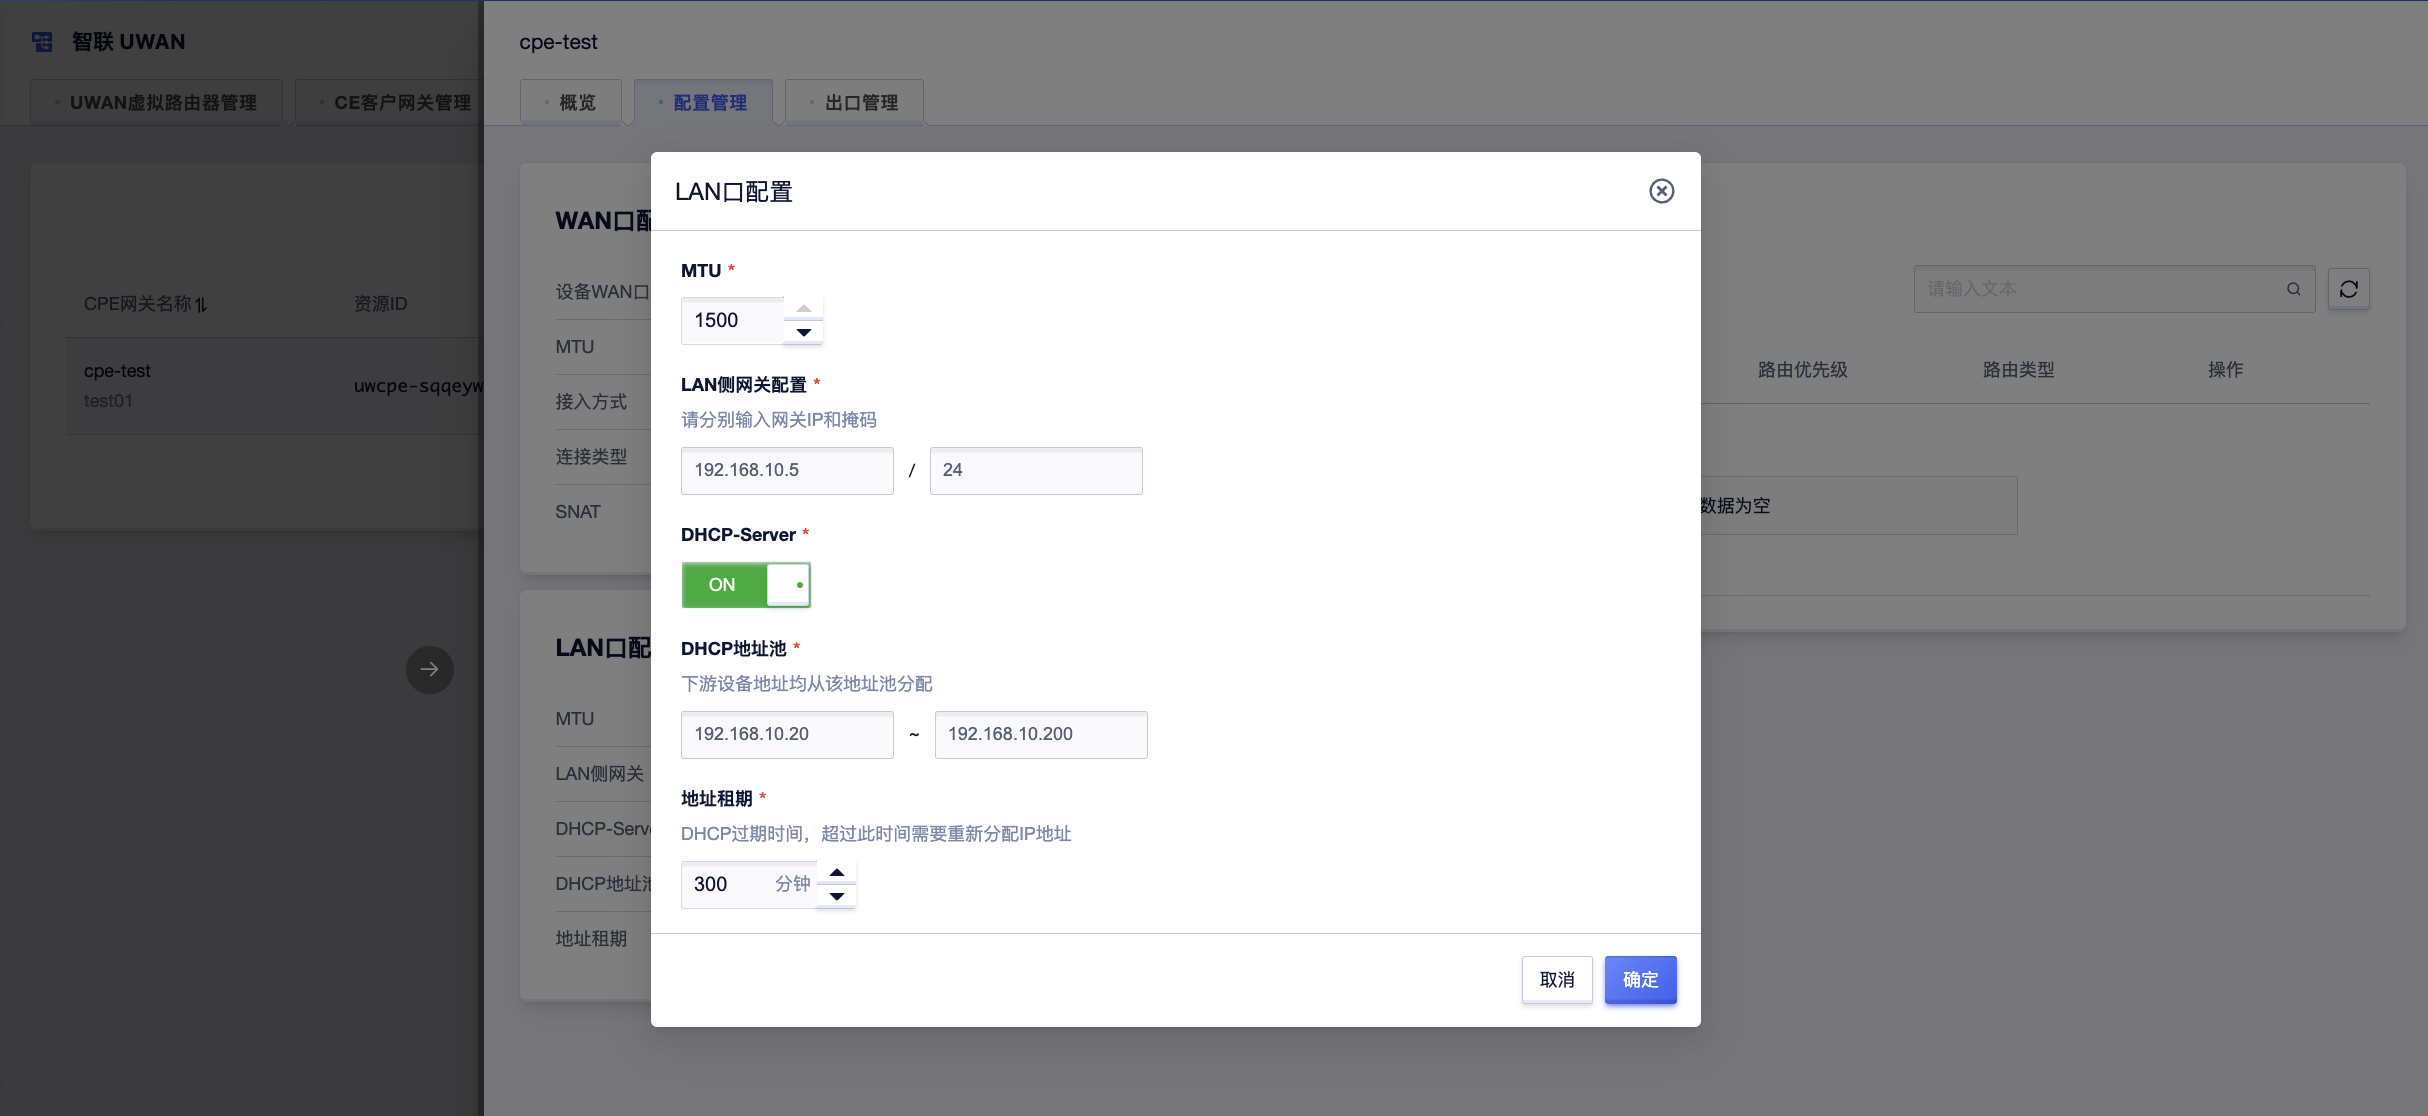 智联 UWAN
UWAN虚拟路由器管理
CE客户网关管理
CPE网关名称
资源ID
cpe-test
test01
uwcpe-sqqeyw
cpe-test
概览
配置管理
出口管理
WAN口配
设备WAN口
MTU
接入方式
连接类型
SNAT
LAN口配
MTU
LAN侧网关
DHCP-Serve
DHCP地址池
地址租期
请输入文本
路由优先级
路由类型
操作
数据为空
LAN口配置
MTU *
1500
LAN侧网关配置 *
请分别输入网关IP和掩码
192.168.10.5 / 24
DHCP-Server *
ON
DHCP地址池 *
下游设备地址均从该地址池分配
192.168.10.20 ~ 192.168.10.200
地址租期 *
DHCP过期时间，超过此时间需要重新分配IP地址
300 分钟
取消
确定